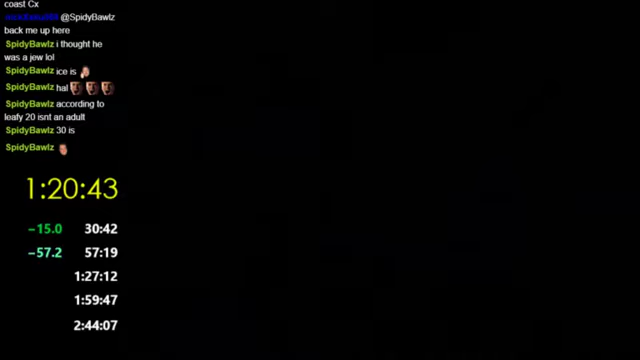 coast Cx
@SpidyBawlz
back me up here
SpidyBawlz i thought he
was a jew lol
SpidyBawlz ice is
SpidyBawlz hal
SpidyBawlz according to
leafy 20 isnt an adult
SpidyBawlz 30 is
SpidyBawlz
1:20:43
−15.0 30:42
−57.2 57:19
1:27:12
1:59:47
2:44:07